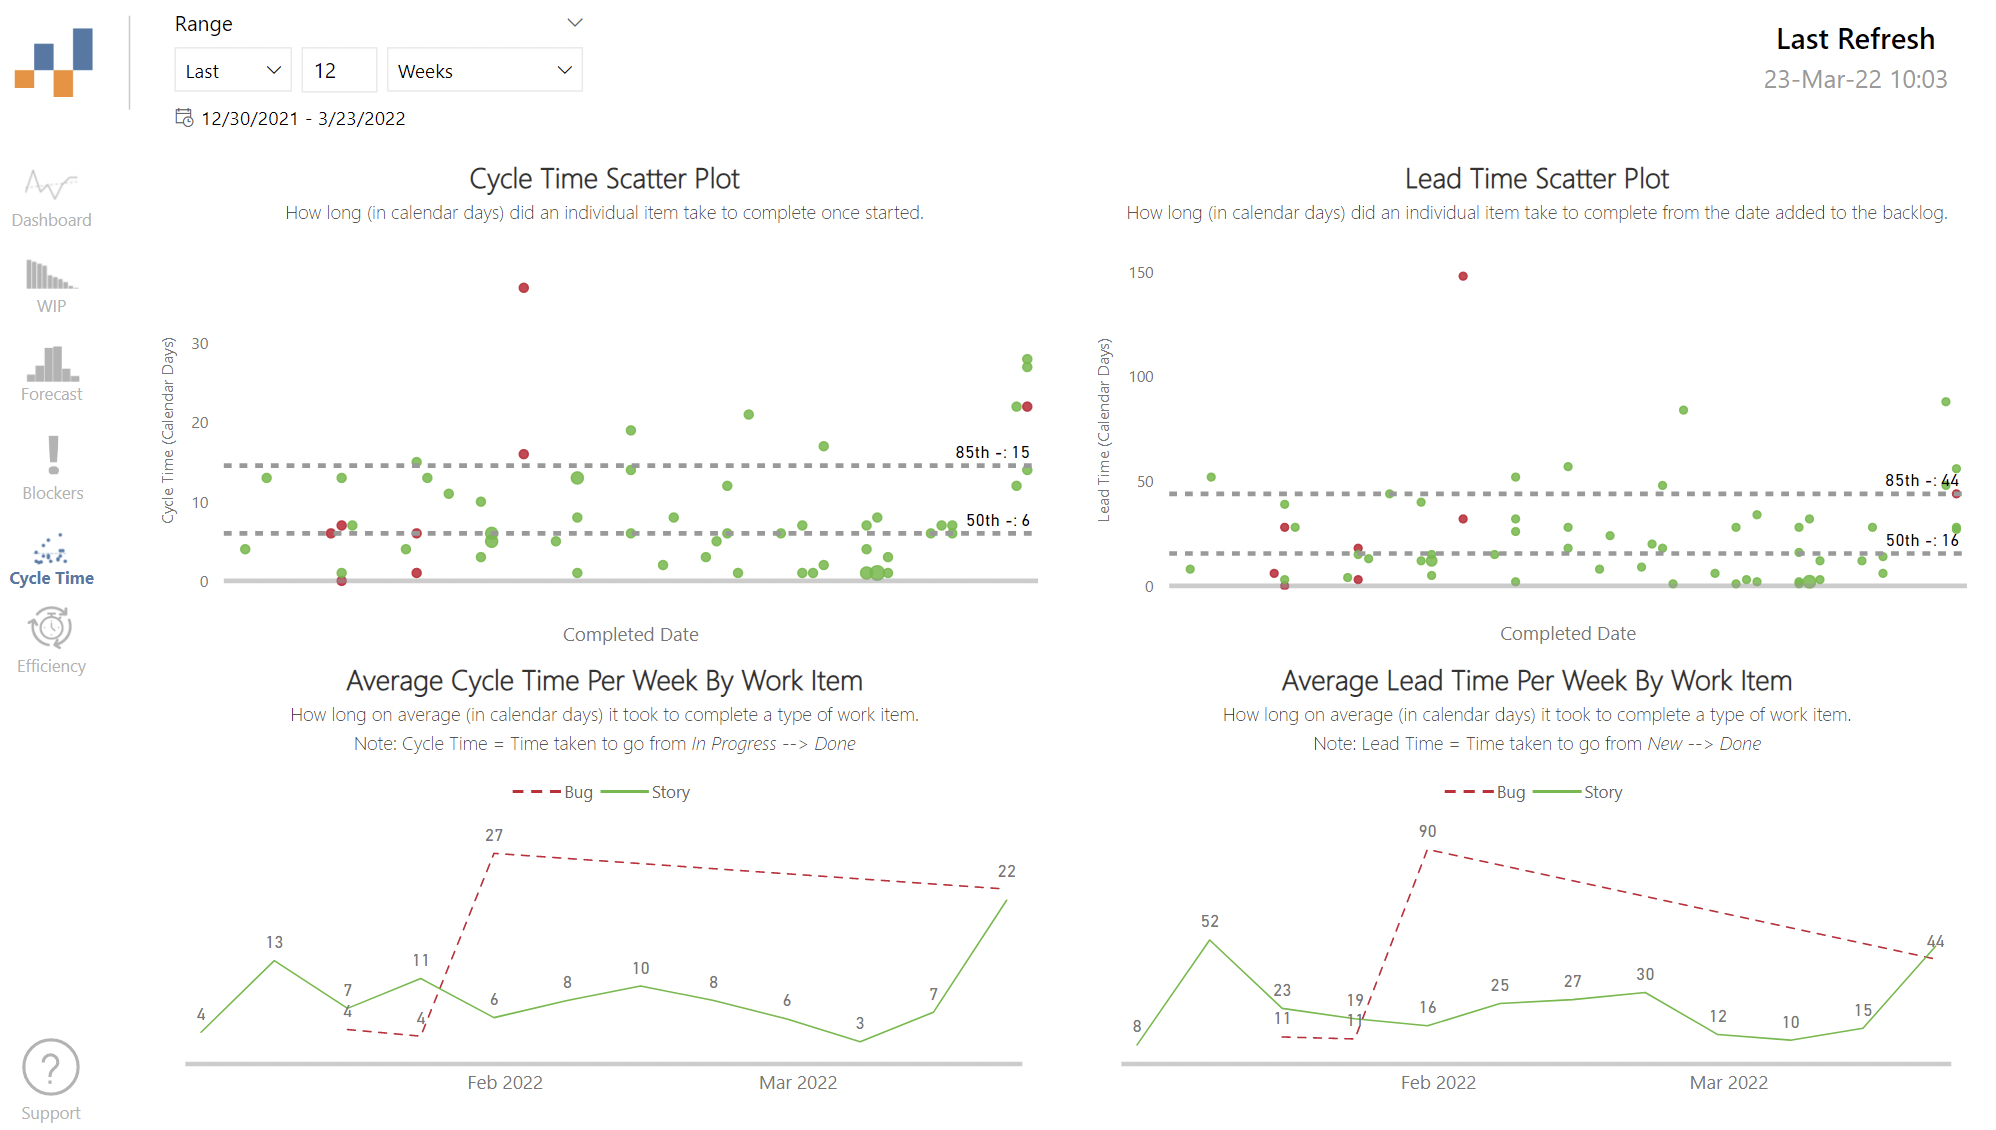 Range
Last
12
Weeks
12/30/2021 - 3/23/2022
Last Refresh
23-Mar-22 10:03
Dashboard
WIP
Forecast
Blockers
Cycle Time
Efficiency
Support
Cycle Time Scatter Plot
How long (in calendar days) did an individual item take to complete once started.
Cycle Time (Calendar Days)
30
20
10
0
85th -: 15
50th -: 6
Completed Date
Lead Time Scatter Plot
How long (in calendar days) did an individual item take to complete from the date added to the backlog.
Lead Time (Calendar Days)
150
100
50
0
85th -: 44
50th -: 16
Completed Date
Average Cycle Time Per Week By Work Item
How long on average (in calendar days) it took to complete a type of work item.
Note: Cycle Time = Time taken to go from In Progress --> Done
Bug
Story
4
13
7
4
11
4
27
6
8
10
8
6
3
7
22
Feb 2022
Mar 2022
Average Lead Time Per Week By Work Item
How long on average (in calendar days) it took to complete a type of work item.
Note: Lead Time = Time taken to go from New --> Done
Bug
Story
8
52
23
11
19
11
90
16
25
27
30
12
10
15
44
Feb 2022
Mar 2022